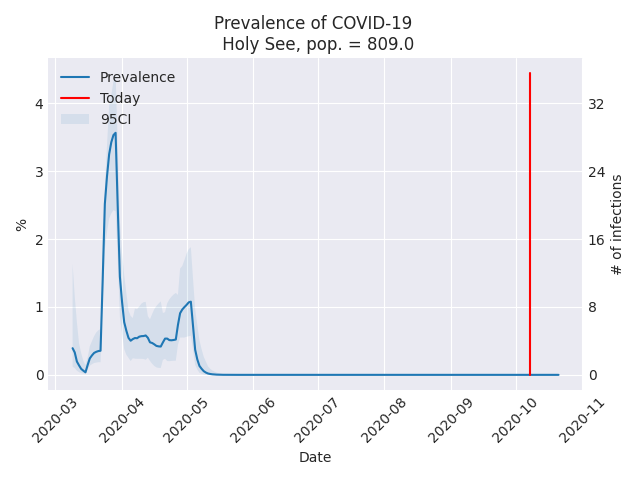 Prevalence of COVID-19
Holy See, pop. = 809.0
Prevalence
Today
95CI
%
4
3
2
1
0
# of infections
32
24
16
8
0
2020-03
2020-04
2020-05
2020-06
2020-07
2020-08
2020-09
2020-10
2020-11
Date